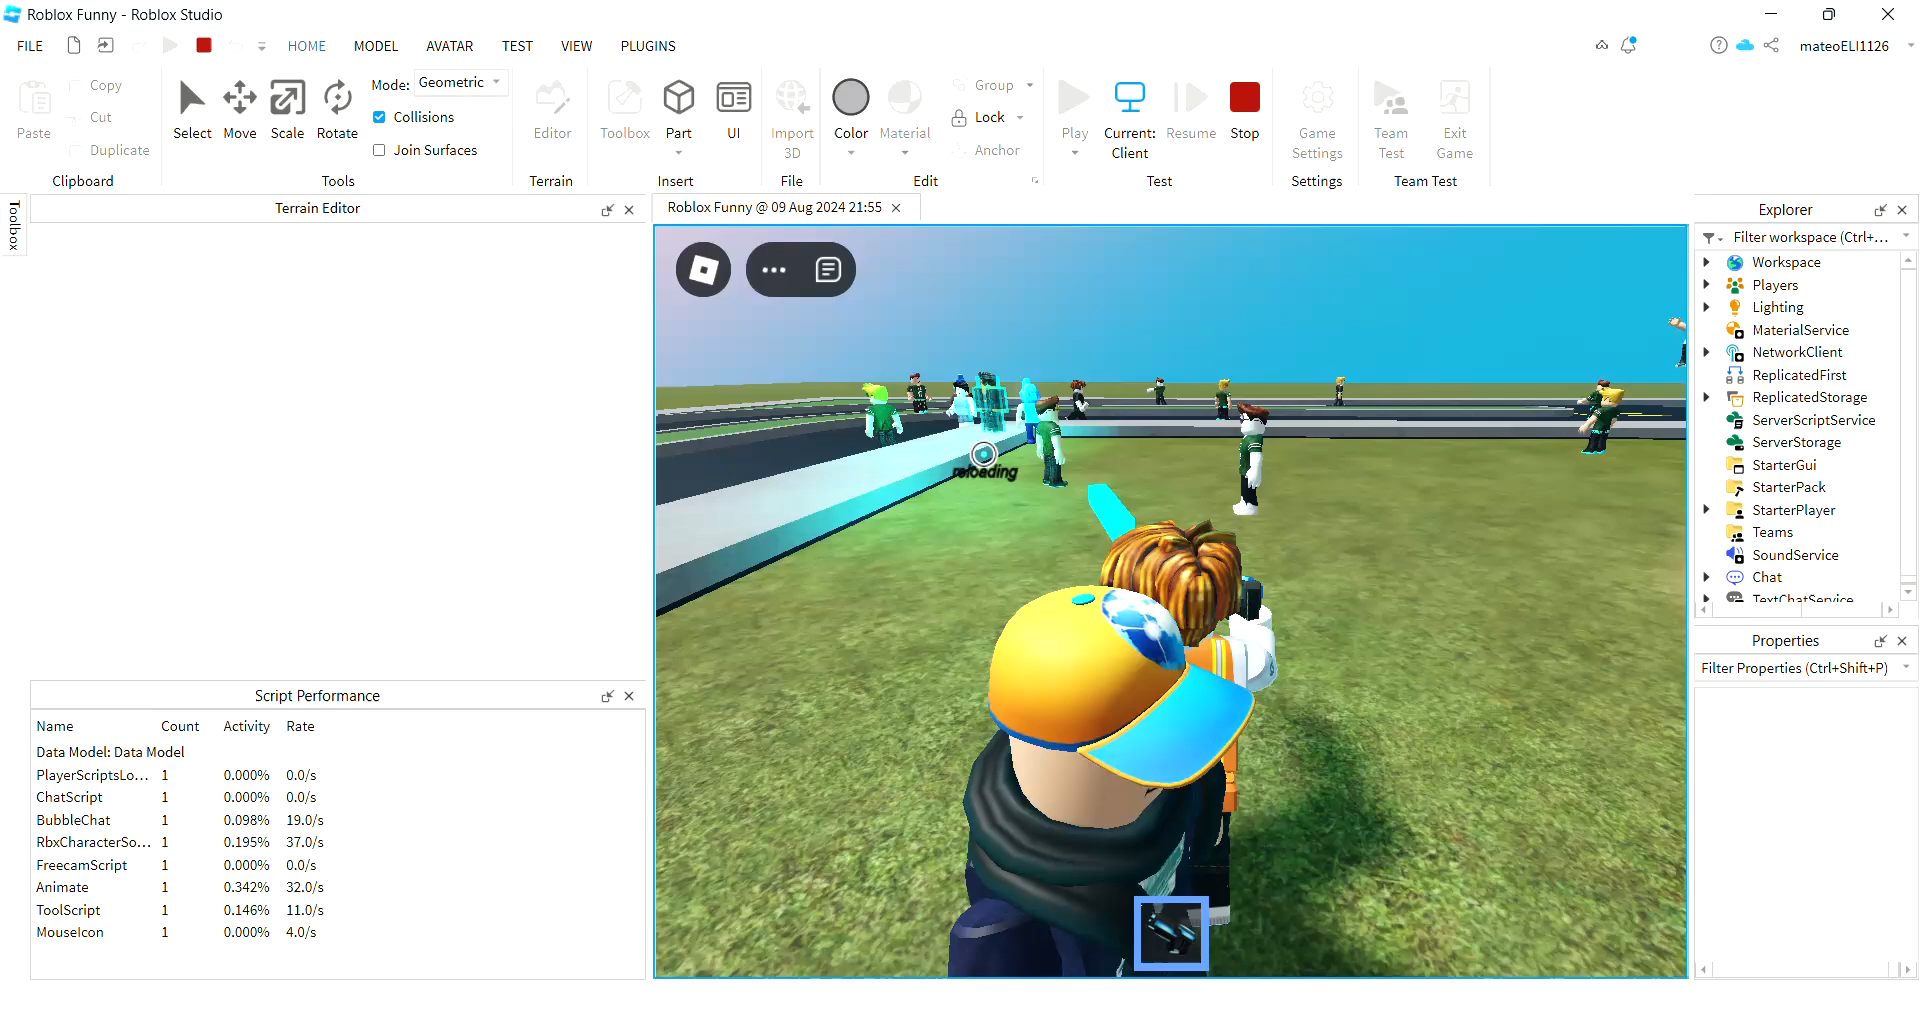 Roblox Funny - Roblox Studio
FILE HOME MODEL AVATAR TEST VIEW PLUGINS mateoELI1126
Paste
Copy
Cut
Duplicate
Clipboard
Select Move Scale Rotate
Mode: Geometric
Collisions
Join Surfaces
Tools
Editor
Terrain
Toolbox Part UI
Insert
Import
3D
File
Color Material
Group
Lock
Anchor
Edit
Play
Current:
Client
Resume Stop
Test
Game
Settings
Settings
Team
Test
Exit
Game
Team Test
Toolbox
Terrain Editor
Roblox Funny @ 09 Aug 2024 21:55
reloading
Script Performance
Name Count Activity Rate
Data Model: Data Model
PlayerScriptsLo... 1 0.000% 0.0/s
ChatScript 1 0.000% 0.0/s
BubbleChat 1 0.098% 19.0/s
RbxCharacterSo... 1 0.195% 37.0/s
FreecamScript 1 0.000% 0.0/s
Animate 1 0.342% 32.0/s
ToolScript 1 0.146% 11.0/s
MouseIcon 1 0.000% 4.0/s
Explorer
Filter workspace (Ctrl+...
Workspace
Players
Lighting
MaterialService
NetworkClient
ReplicatedFirst
ReplicatedStorage
ServerScriptService
ServerStorage
StarterGui
StarterPack
StarterPlayer
Teams
SoundService
Chat
TextChatService
Properties
Filter Properties (Ctrl+Shift+P)